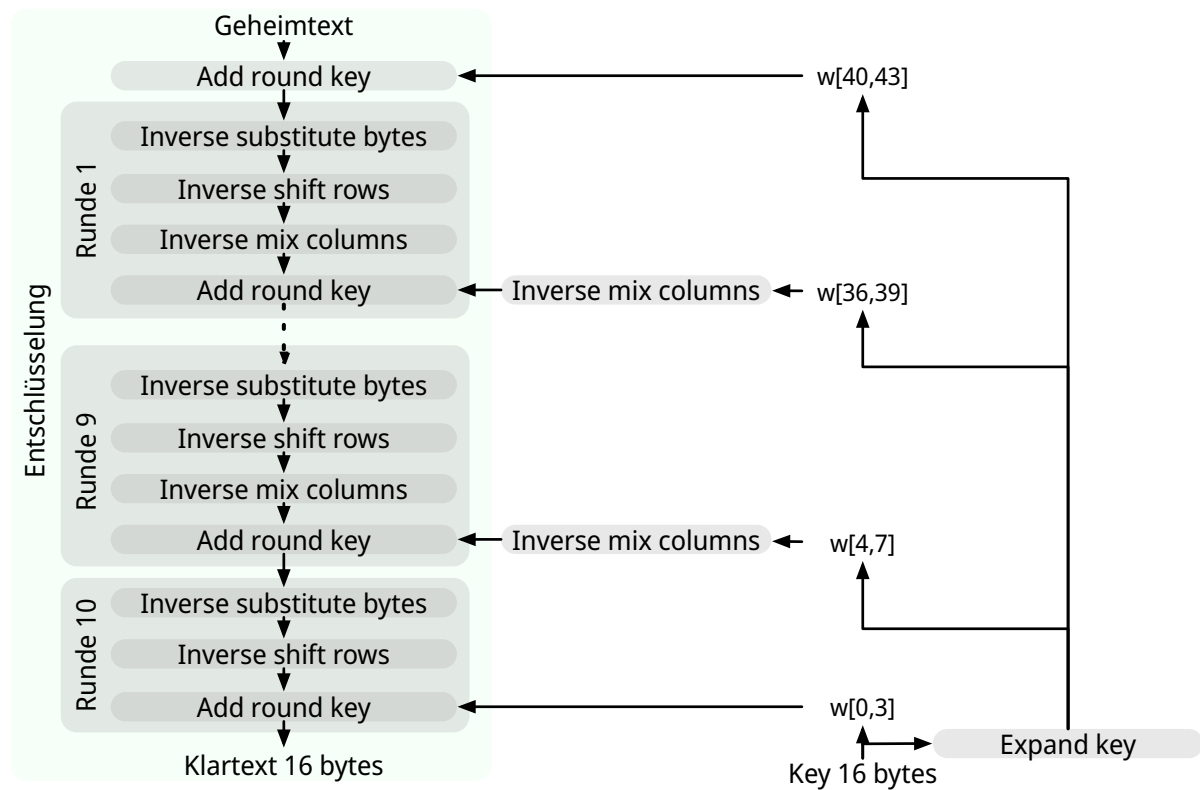 Geheimtext
Add round key
w[40,43]
Entschlüsselung
Runde 1
Inverse substitute bytes
Inverse shift rows
Inverse mix columns
Add round key
Inverse mix columns
w[36,39]
Runde 9
Inverse substitute bytes
Inverse shift rows
Inverse mix columns
Add round key
Inverse mix columns
w[4,7]
Runde 10
Inverse substitute bytes
Inverse shift rows
Add round key
w[0,3]
Expand key
Klartext 16 bytes
Key 16 bytes